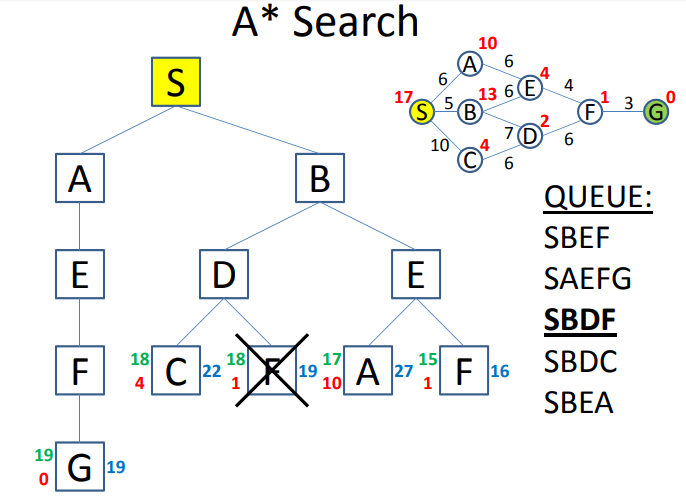 A* Search
10
A
6
6
4
E
4
17
S
5
B
13
6
1
F
3
0
G
2
7
D
6
10
C
4
6
S
A
B
E
D
E
F
18
4
C
22
18
1
F
19
17
10
A
27
15
1
F
16
19
0
G
19
QUEUE:
SBEF
SAEFG
SBDF
SBDC
SBEA